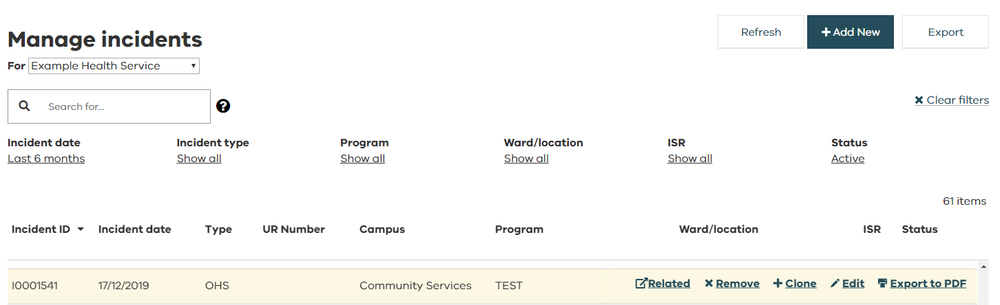 Manage incidents
Refresh
Add New
Export
For Example Health Service
Search for...
Clear filters
Incident date Incident type Program Ward/location ISR Status
Last 6 months Show all Show all Show all Show all Active
61 items
Incident ID Incident date Type UR Number Campus Program Ward/location ISR Status
I0001541 17/12/2019 OHS Community Services TEST Related Remove Clone Edit Export to PDF